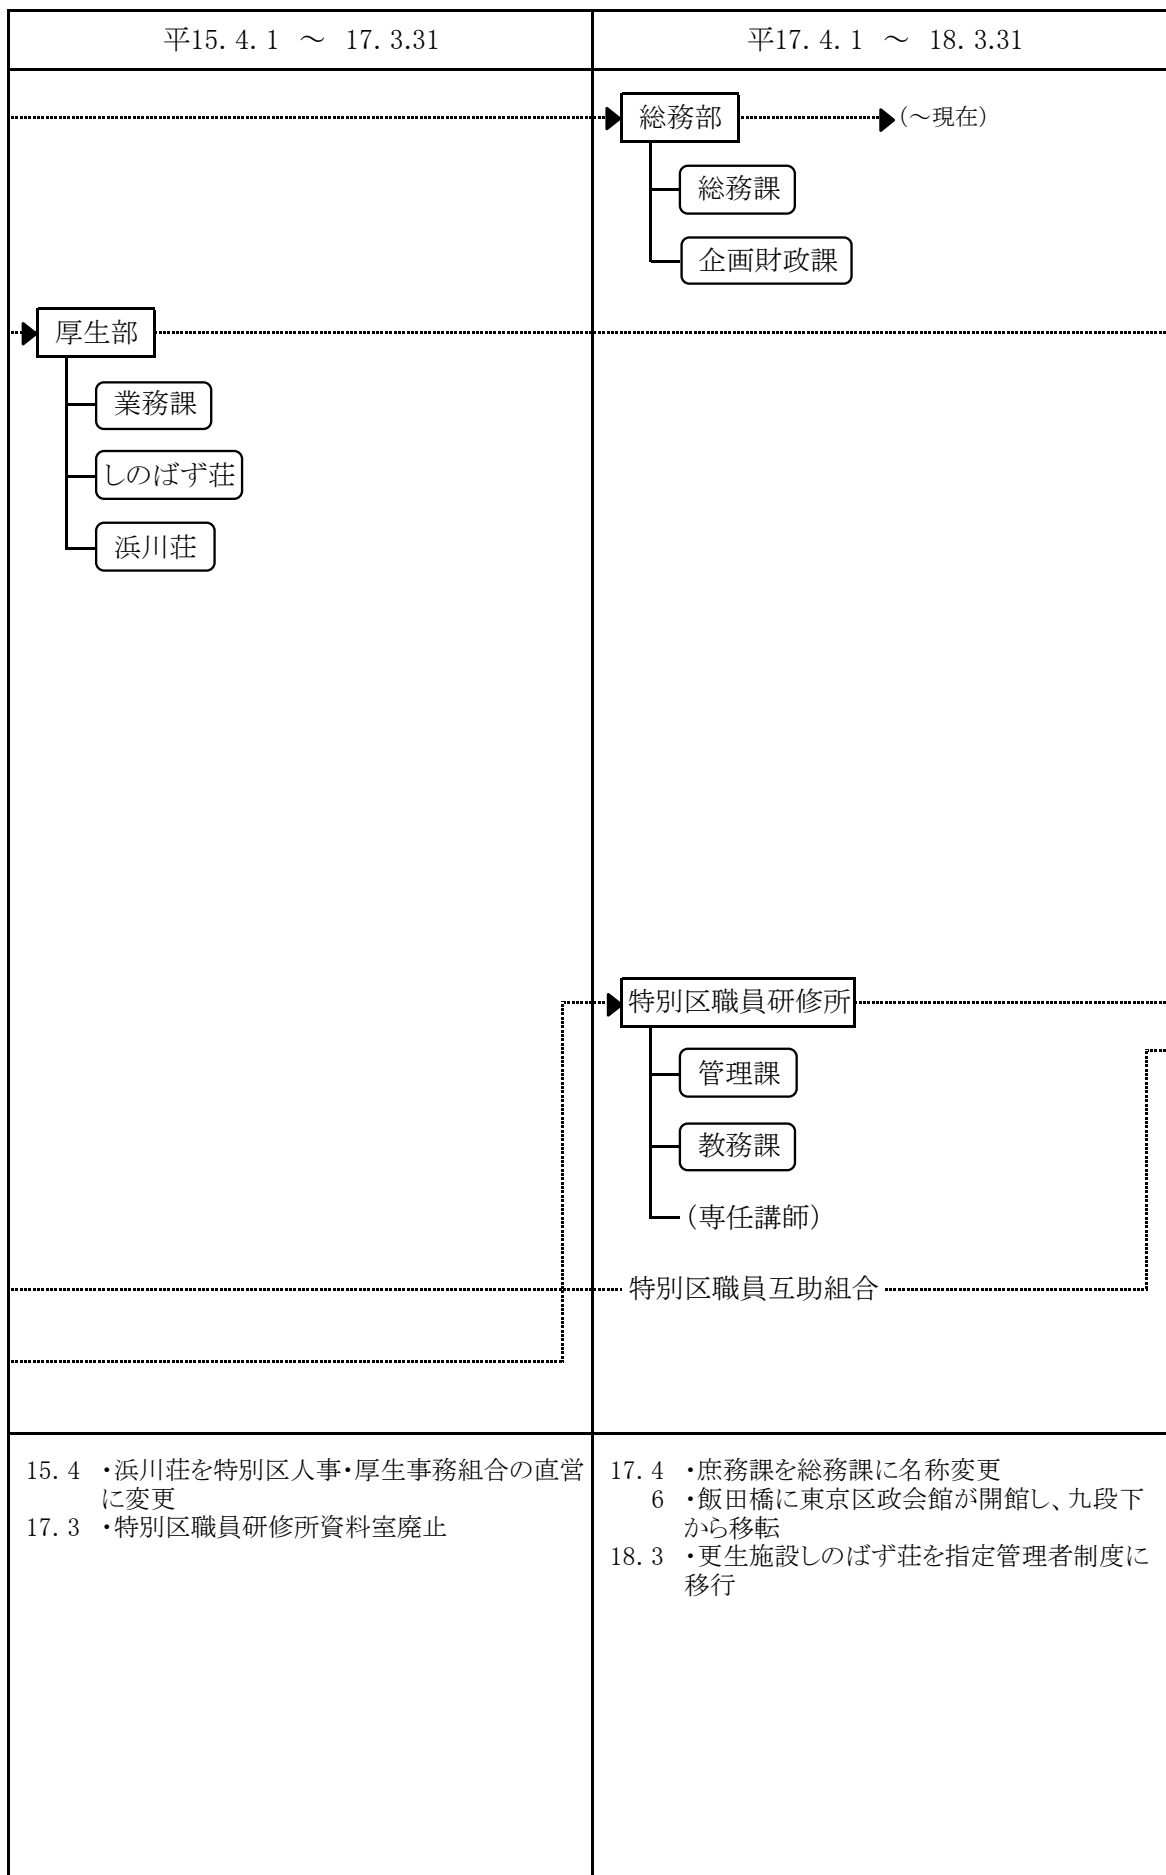 平15. 4. 1 ～ 17. 3.31
平17. 4. 1 ～ 18. 3.31
総務部
(～現在)
総務課
企画財政課
厚生部
業務課
しのばず荘
浜川荘
特別区職員研修所
管理課
教務課
(専任講師)
特別区職員互助組合
15. 4 ・浜川荘を特別区人事・厚生事務組合の直営
に変更
17. 3 ・特別区職員研修所資料室廃止
17. 4 ・庶務課を総務課に名称変更
6 ・飯田橋に東京区政会館が開館し、九段下
から移転
18. 3 ・更生施設しのばず荘を指定管理者制度に
移行